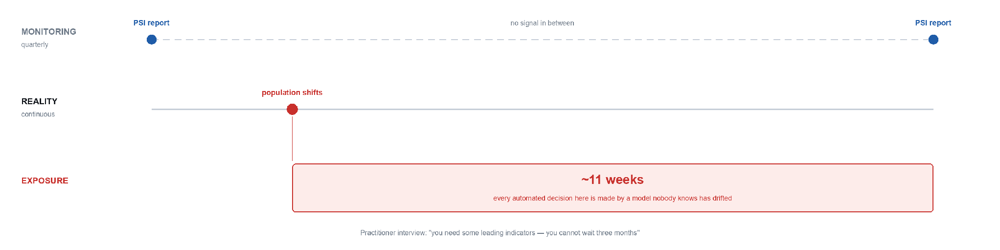 PSI report
no signal in between
PSI report
MONITORING
quarterly
population shifts
REALITY
continuous
~11 weeks
EXPOSURE
every automated decision here is made by a model nobody knows has drifted
Practitioner interview: "you need some leading indicators — you cannot wait three months"